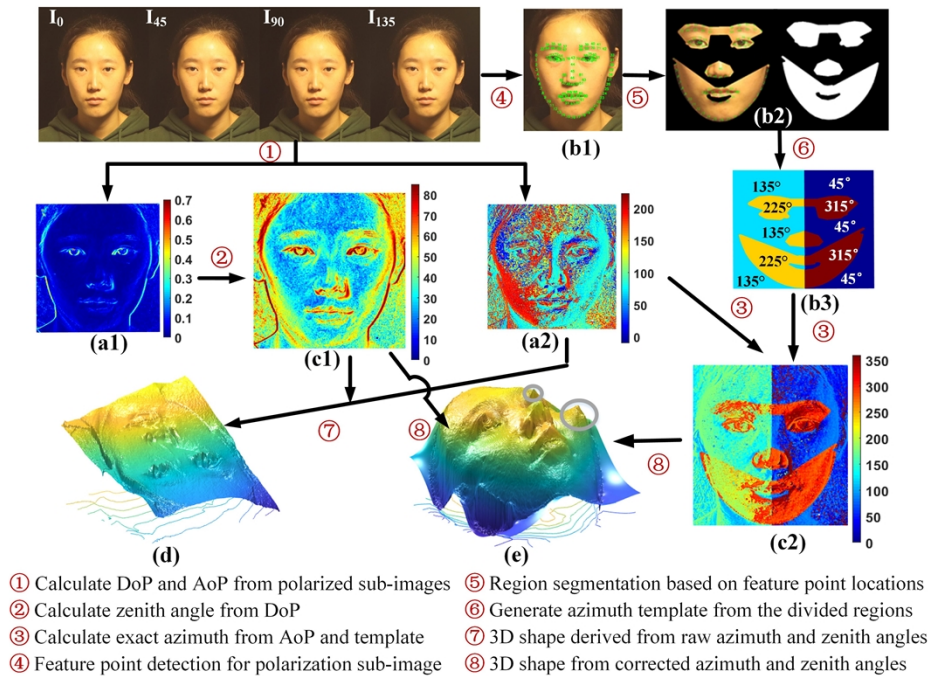 I0 I45 I90 I135
④ ⑤
(b1)
(b2)
① ⑥
0.7
0.6
0.5
0.4
0.3
0.2
0.1
0
(a1)
②
80
70
60
50
40
30
20
10
0
(c1)
200
150
100
50
0
(a2)
135° 45°
225° 315°
135° 45°
225° 315°
135° 45°
(b3)
③ ③
⑦ ⑧
350
300
250
200
150
100
50
0
(c2)
⑧
(d) (e)
① Calculate DoP and AoP from polarized sub-images
② Calculate zenith angle from DoP
③ Calculate exact azimuth from AoP and template
④ Feature point detection for polarization sub-image
⑤ Region segmentation based on feature point locations
⑥ Generate azimuth template from the divided regions
⑦ 3D shape derived from raw azimuth and zenith angles
⑧ 3D shape from corrected azimuth and zenith angles